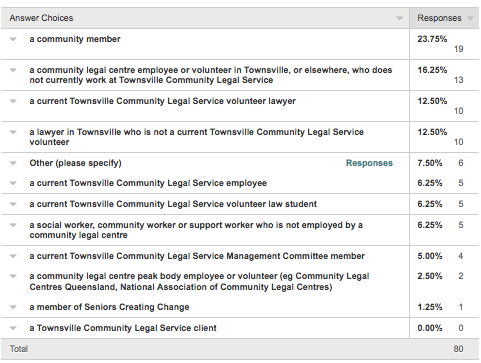 Answer Choices Responses
a community member 23.75%
19
a community legal centre employee or volunteer in Townsville, or elsewhere, who does 16.25%
not currently work at Townsville Community Legal Service 13
a current Townsville Community Legal Service volunteer lawyer 12.50%
10
a lawyer in Townsville who is not a current Townsville Community Legal Service 12.50%
volunteer 10
Other (please specify) Responses 7.50% 6
a current Townsville Community Legal Service employee 6.25% 5
a current Townsville Community Legal Service volunteer law student 6.25% 5
a social worker, community worker or support worker who is not employed by a 6.25% 5
community legal centre
a current Townsville Community Legal Service Management Committee member 5.00% 4
a community legal centre peak body employee or volunteer (eg Community Legal 2.50% 2
Centres Queensland, National Association of Community Legal Centres)
a member of Seniors Creating Change 1.25% 1
a Townsville Community Legal Service client 0.00% 0
Total 80